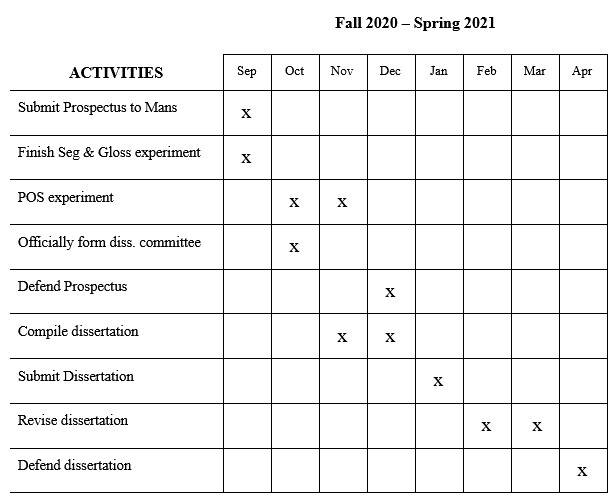 Fall 2020 – Spring 2021
ACTIVITIES Sep Oct Nov Dec Jan Feb Mar Apr
Submit Prospectus to Mans x
Finish Seg & Gloss experiment x
POS experiment x x
Officially form diss. committee x
Defend Prospectus x
Compile dissertation x x
Submit Dissertation x
Revise dissertation x x
Defend dissertation x